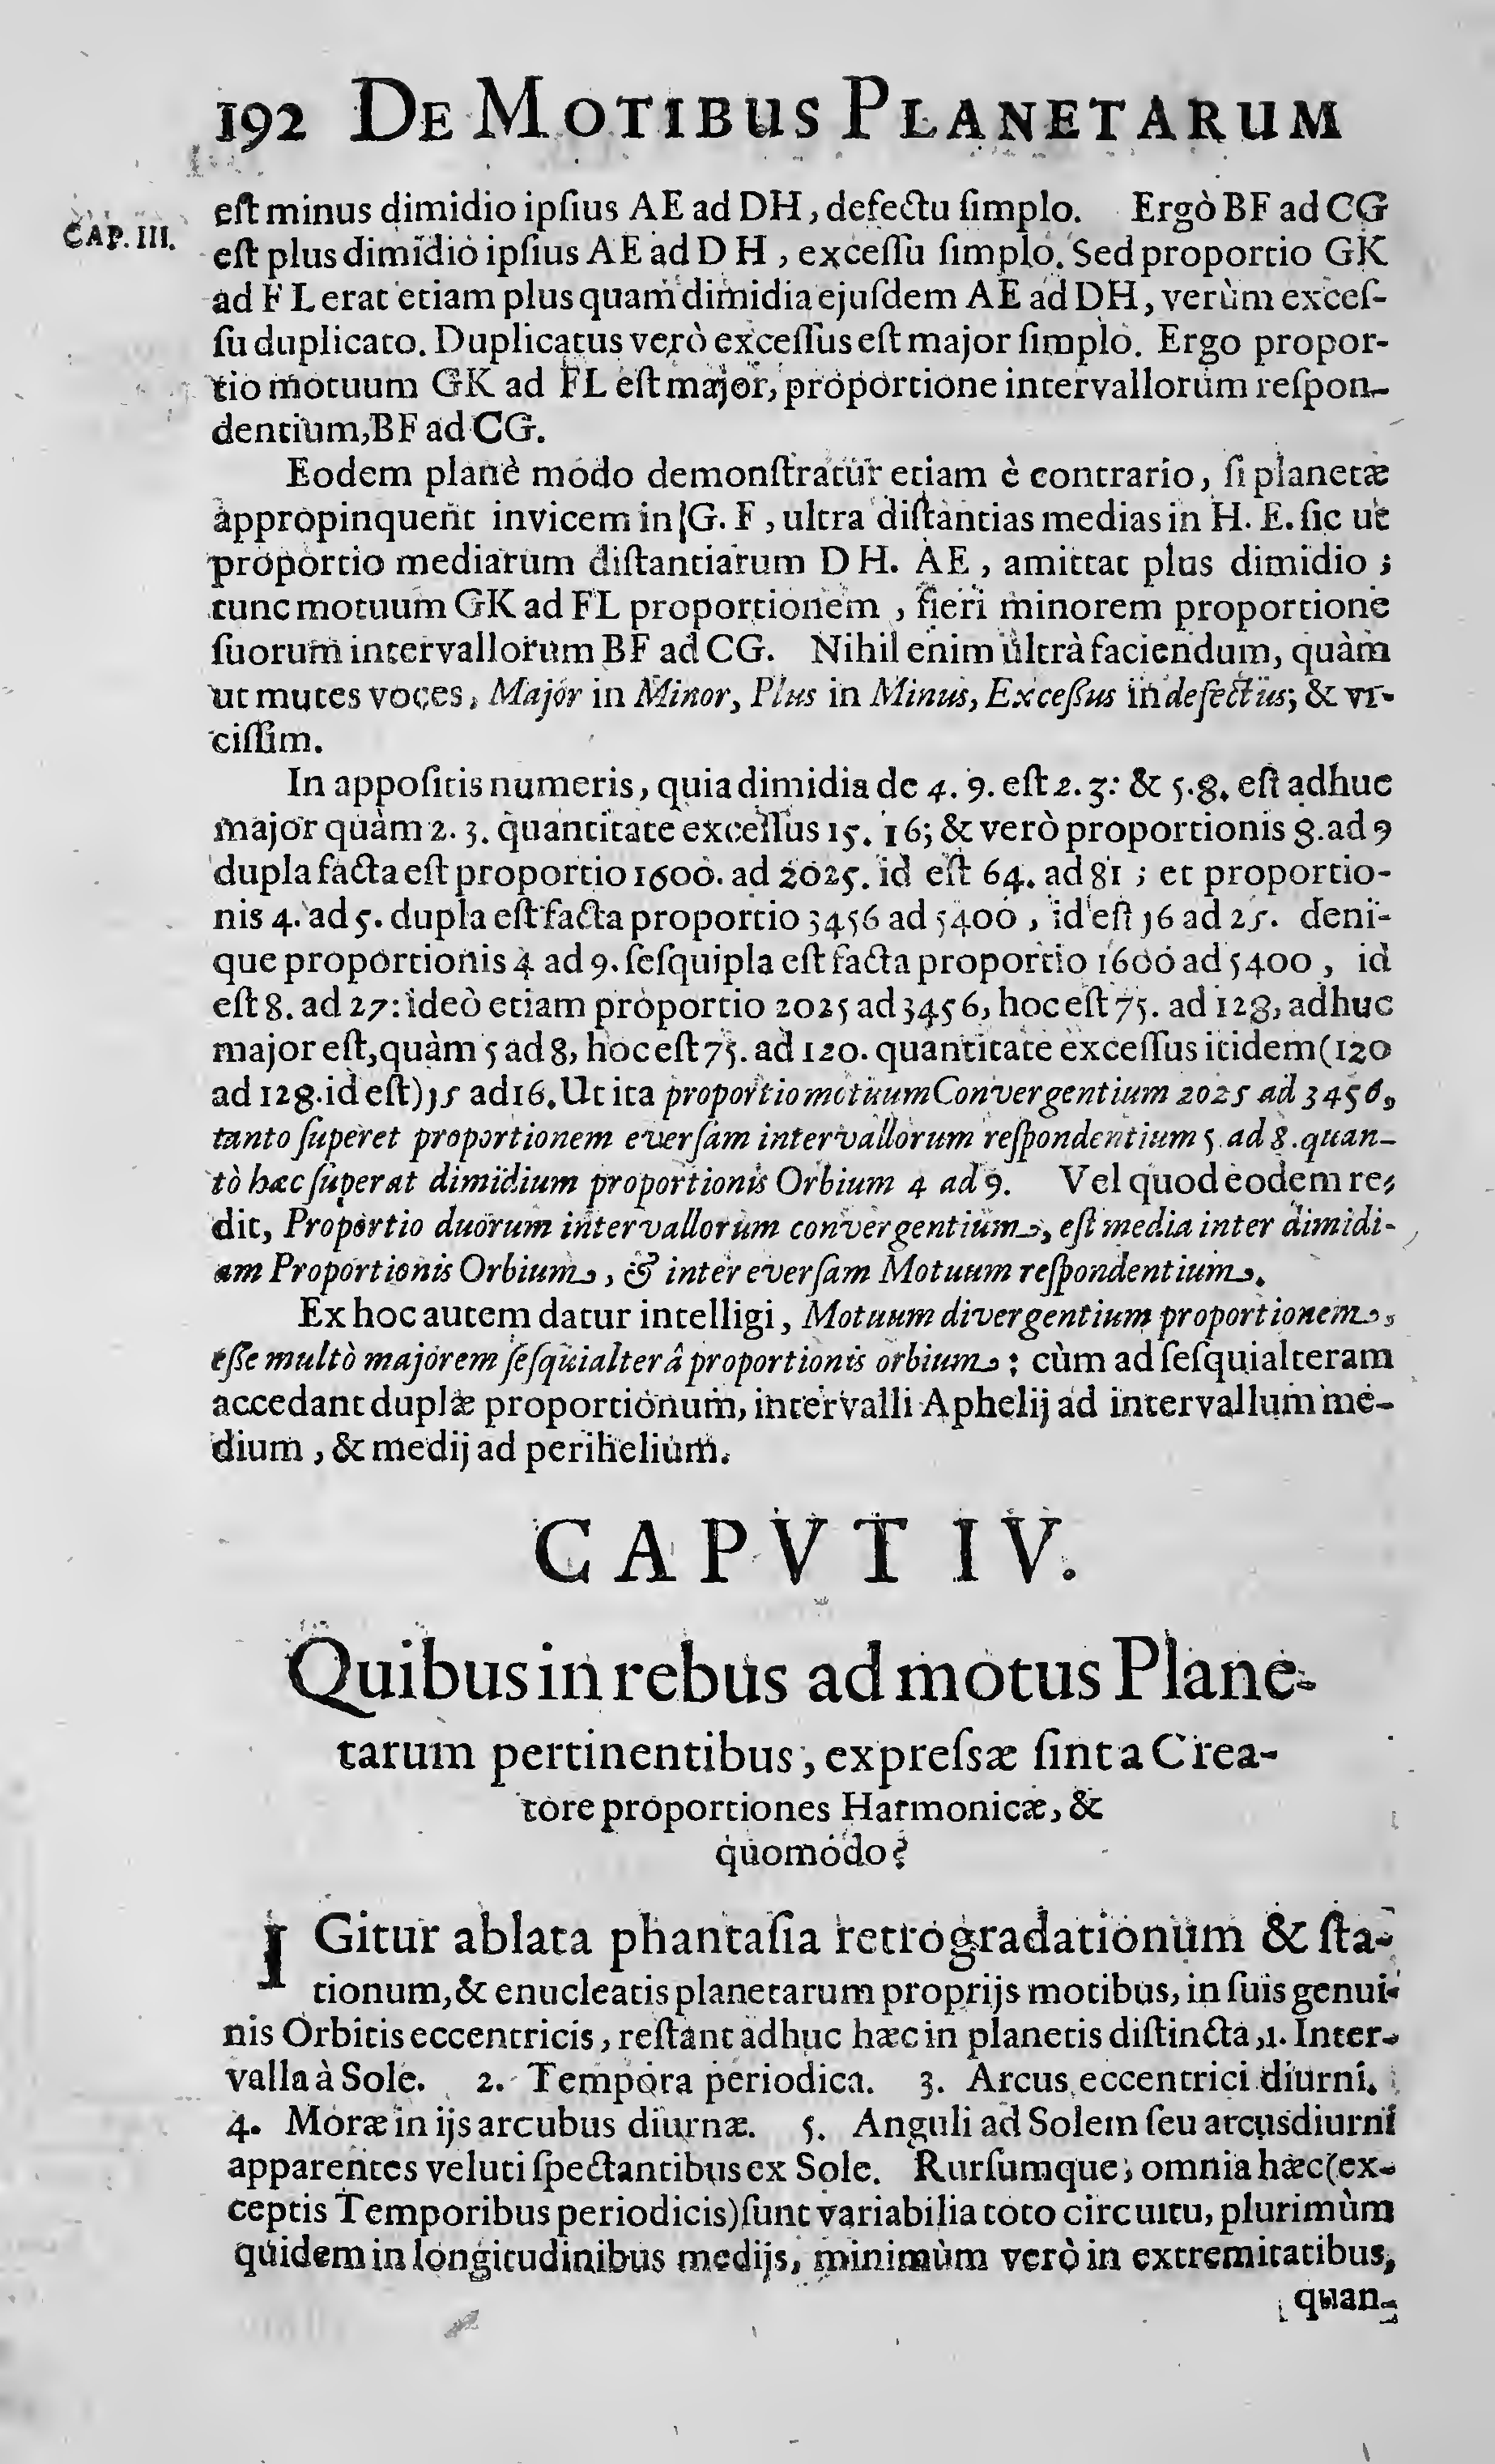 192 DE MOTIBUS PLANETARUM
CAP. III.
eſt minus dimidio ipſius AE ad DH, defectu ſimplo. Ergò BF ad CG
eſt plus dimidio ipſius AE ad DH, exceſſu ſimplo. Sed proportio GK
ad FL erat etiam plus quam dimidia ejuſdem AE ad DH, verùm exceſ-
ſu duplicato. Duplicatus verò exceſſus eſt major ſimplo. Ergo propor-
tio motuum GK ad FL eſt major, proportione intervallorum reſpon-
dentium, BF ad CG.
Eodem planè modo demonſtratur etiam è contrario, ſi planetæ
appropinquent invicem in G. F, ultra diſtantias medias in H. E. ſic ut
proportio mediarum diſtantiarum DH. AE, amittat plus dimidio;
tunc motuum GK ad FL proportionem, fieri minorem proportione
ſuorum intervallorum BF ad CG. Nihil enim ultrà faciendum, quàm
ut mutes voces, Major in Minor, Plus in Minus, Exceſſus in defectus; & vi-
ciſſim.
In appoſitis numeris, quia dimidia de 4. 9. eſt 2. 3: & 5. 8. eſt adhuc
major quàm 2. 3. quantitate exceſſus 15. 16; & verò proportionis 8. ad 9
dupla facta eſt proportio 1600. ad 2025. id eſt 64. ad 81; et proportio-
nis 4. ad 5. dupla eſt facta proportio 3456 ad 5400, id eſt 16 ad 25. deni-
que proportionis 4 ad 9. ſeſquipla eſt facta proportio 1600 ad 5400, id
eſt 8. ad 27: ideò etiam proportio 2025 ad 3456, hoc eſt 75. ad 128, adhuc
major eſt, quàm 5 ad 8, hoc eſt 75. ad 120. quantitate exceſſus itidem (120
ad 128. id eſt) 15 ad 16. Ut ita proportio motuum Convergentium 2025 ad 3456,
tanto ſuperet proportionem everſam intervallorum reſpondentium 5. ad 8. quan-
tò hæc ſuperat dimidium proportionis Orbium 4 ad 9. Vel quod eodem re-
dit, Proportio duorum intervallorum convergentium, eſt media inter dimidi-
am Proportionis Orbium, & inter everſam Motuum reſpondentium.
Ex hoc autem datur intelligi, Motuum divergentium proportionem,
eſſe multò majorem ſeſquialterâ proportionis orbium: cùm ad ſeſquialteram
accedant duplæ proportionum, intervalli Aphelij ad intervallum me-
dium, & medij ad perihelium.
CAPVT IV.
Quibus in rebus ad motus Plane-
tarum pertinentibus, expreſsæ ſint a Crea-
tore proportiones Harmonicæ, &
quomodo?
IGitur ablata phantaſia retrogradationum & ſta-
tionum, & enucleatis planetarum proprijs motibus, in ſuis genui-
nis Orbitis eccentricis, reſtant adhuc hæc in planetis diſtincta, 1. Inter-
valla à Sole. 2. Tempora periodica. 3. Arcus eccentrici diurni.
4. Moræ in ijs arcubus diurnæ. 5. Anguli ad Solem ſeu arcus diurni
apparentes veluti ſpectantibus ex Sole. Rurſumque, omnia hæc (ex-
ceptis Temporibus periodicis) ſunt variabilia toto circuitu, plurimùm
quidem in longitudinibus medijs, minimùm verò in extremitatibus,
quan-